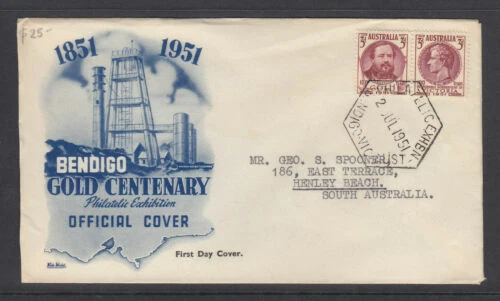 £25-
1851 1951
BENDIGO
GOLD CENTENARY
Philatelic Exhibition
OFFICIAL COVER
First Day Cover.
3D AUSTRALIA
3D AUSTRALIA
2 JUL 1951
MR. GEO. S. SPOONER,
186, EAST TERRACE,
HENLEY BEACH.
SOUTH AUSTRALIA.